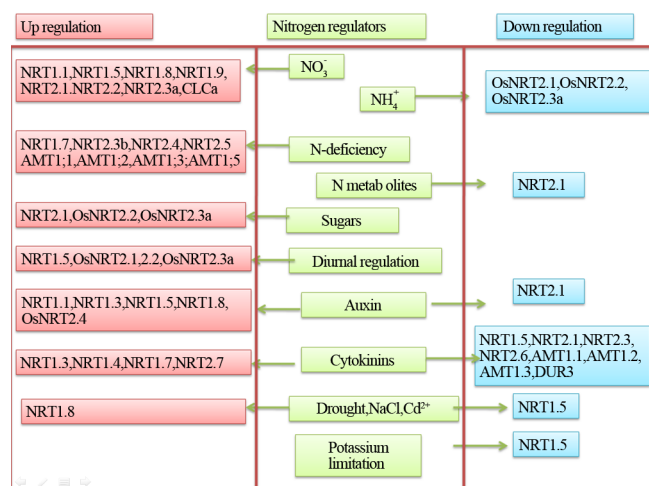 Up regulation
Nitrogen regulators
Down regulation
NRT1.1,NRT1.5,NRT1.8,NRT1.9,
NRT2.1.NRT2.2,NRT2.3a,CLCa
NO₃⁻
NH₄⁺
OsNRT2.1,OsNRT2.2,
OsNRT2.3a
NRT1.7,NRT2.3b,NRT2.4,NRT2.5
AMT1;1,AMT1;2,AMT1;3;AMT1;5
N-deficiency
N metab olites
NRT2.1
NRT2.1,OsNRT2.2,OsNRT2.3a
Sugars
NRT1.5,OsNRT2.1,2.2,OsNRT2.3a
Diurnal regulation
NRT1.1,NRT1.3,NRT1.5,NRT1.8,
OsNRT2.4
Auxin
NRT2.1
NRT1.3,NRT1.4,NRT1.7,NRT2.7
Cytokinins
NRT1.5,NRT2.1,NRT2.3,
NRT2.6,AMT1.1,AMT1.2,
AMT1.3,DUR3
NRT1.8
Drought,NaCl,Cd²⁺
NRT1.5
Potassium
limitation
NRT1.5